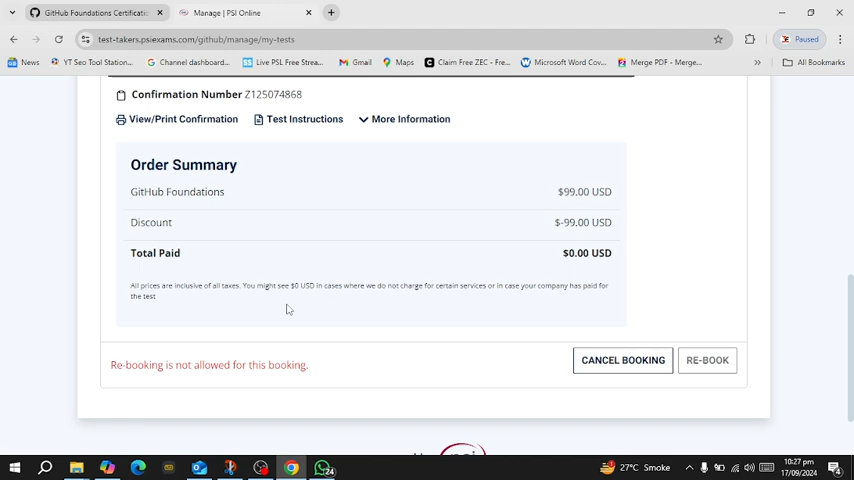 GitHub Foundations Certificatio
Manage | PSI Online
test-takers.psiexams.com/github/manage/my-tests
Paused
News
YT Seo Tool Station...
Channel dashboard...
Live PSL Free Strea...
Gmail
Maps
Claim Free ZEC - Fre...
Microsoft Word Cov...
Merge PDF - Merge...
All Bookmarks
Confirmation Number Z125074868
View/Print Confirmation
Test Instructions
More Information
Order Summary
GitHub Foundations $99.00 USD
Discount $-99.00 USD
Total Paid $0.00 USD
All prices are inclusive of all taxes. You might see $0 USD in cases where we do not charge for certain services or in case your company has paid for
the test
Re-booking is not allowed for this booking.
CANCEL BOOKING
RE-BOOK
24
27°C Smoke
10:27 pm
17/09/2024
4